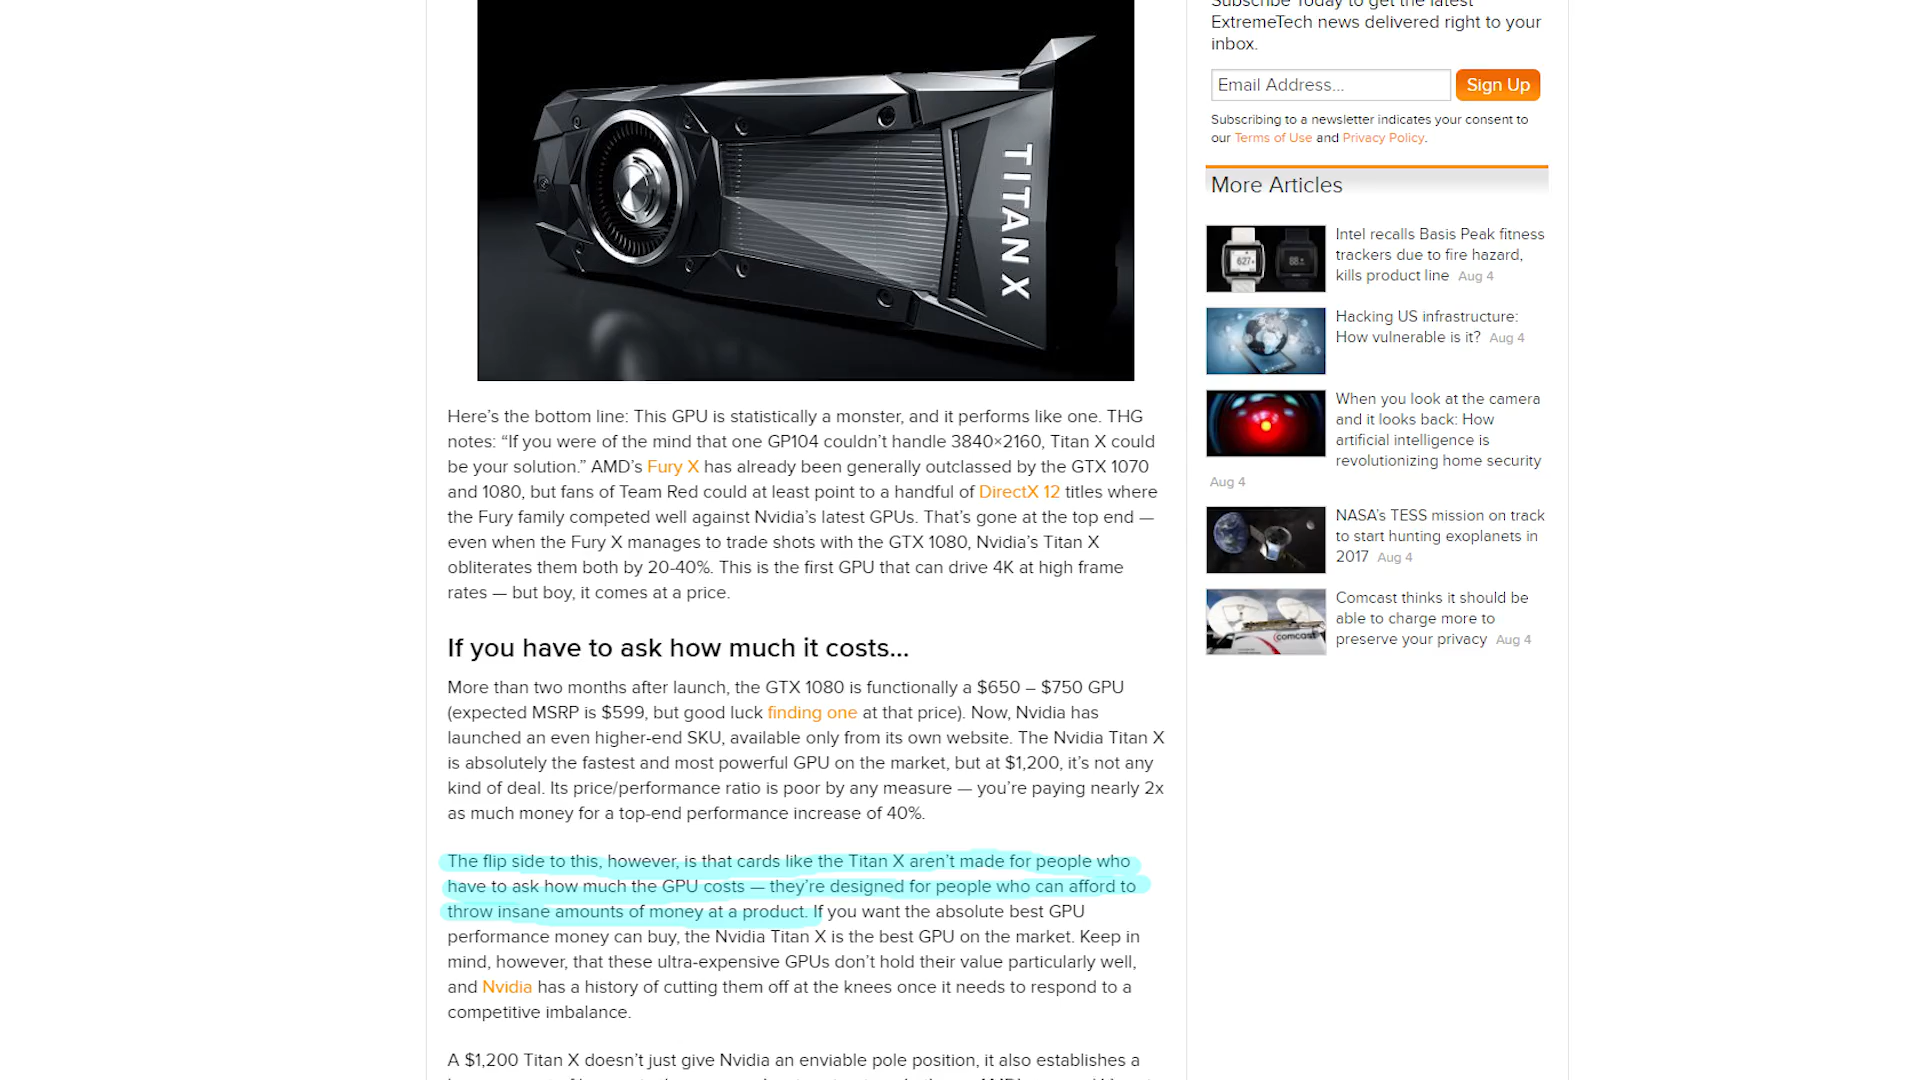 TITAN X
Here's the bottom line: This GPU is statistically a monster, and it performs like one. THG
notes: “If you were of the mind that one GP104 couldn't handle 3840×2160, Titan X could
be your solution.” AMD's Fury X has already been generally outclassed by the GTX 1070
and 1080, but fans of Team Red could at least point to a handful of DirectX 12 titles where
the Fury family competed well against Nvidia's latest GPUs. That's gone at the top end —
even when the Fury X manages to trade shots with the GTX 1080, Nvidia's Titan X
obliterates them both by 20-40%. This is the first GPU that can drive 4K at high frame
rates — but boy, it comes at a price.
If you have to ask how much it costs…
More than two months after launch, the GTX 1080 is functionally a $650 – $750 GPU
(expected MSRP is $599, but good luck finding one at that price). Now, Nvidia has
launched an even higher-end SKU, available only from its own website. The Nvidia Titan X
is absolutely the fastest and most powerful GPU on the market, but at $1,200, it's not any
kind of deal. Its price/performance ratio is poor by any measure — you're paying nearly 2x
as much money for a top-end performance increase of 40%.
The flip side to this, however, is that cards like the Titan X aren't made for people who
have to ask how much the GPU costs — they're designed for people who can afford to
throw insane amounts of money at a product. If you want the absolute best GPU
performance money can buy, the Nvidia Titan X is the best GPU on the market. Keep in
mind, however, that these ultra-expensive GPUs don't hold their value particularly well,
and Nvidia has a history of cutting them off at the knees once it needs to respond to a
competitive imbalance.
A $1,200 Titan X doesn't just give Nvidia an enviable pole position, it also establishes a
Subscribe Today to get the latest
ExtremeTech news delivered right to your
inbox.
Email Address...
Sign Up
Subscribing to a newsletter indicates your consent to
our Terms of Use and Privacy Policy.
More Articles
Intel recalls Basis Peak fitness
trackers due to fire hazard,
kills product line Aug 4
Hacking US infrastructure:
How vulnerable is it? Aug 4
When you look at the camera
and it looks back: How
artificial intelligence is
revolutionizing home security
Aug 4
NASA's TESS mission on track
to start hunting exoplanets in
2017 Aug 4
comcast
Comcast thinks it should be
able to charge more to
preserve your privacy Aug 4